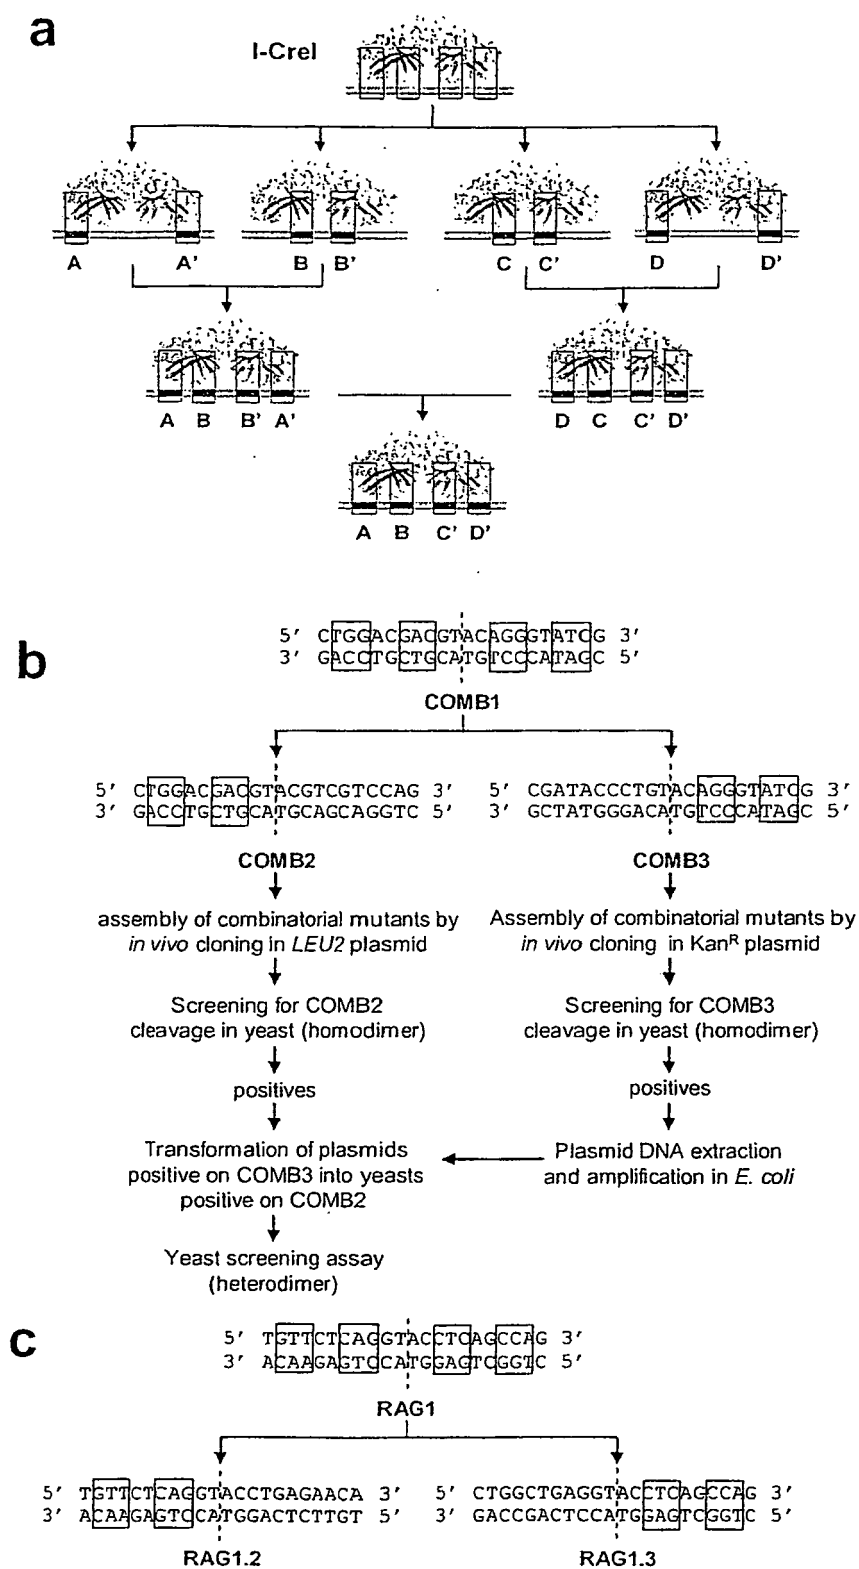 a
I-CreI
A A' B B' C C' D D'
A B B' A' D C C' D'
A B C' D'
b
5' CTGGACGACGTACAGGGTATCG 3'
3' GACCTGCTGCATGTCCCATAGC 5'
COMB1
5' CTGGACGACGTACGTCGTCCAG 3' 5' CGATACCCTGTACAGGGTATCG 3'
3' GACCTGCTGCATGCAGCAGGTC 5' 3' GCTATGGGACATGTCCCATAGC 5'
COMB2 COMB3
assembly of combinatorial mutants by
in vivo cloning in LEU2 plasmid
Assembly of combinatorial mutants by
in vivo cloning in KanR plasmid
Screening for COMB2
cleavage in yeast (homodimer)
Screening for COMB3
cleavage in yeast (homodimer)
positives positives
Transformation of plasmids
positive on COMB3 into yeasts
positive on COMB2
Plasmid DNA extraction
and amplification in E. coli
Yeast screening assay
(heterodimer)
c
5' TGTTCTCAGGTACCTCAGCCAG 3'
3' ACAAGAGTCCATGGAGTCGGTC 5'
RAG1
5' TGTTCTCAGGTACCTGAGAACA 3' 5' CTGGCTGAGGTACCTCAGCCAG 3'
3' ACAAGAGTCCATGGACTCTTGT 5' 3' GACCGACTCCATGGAGTCGGTC 5'
RAG1.2 RAG1.3